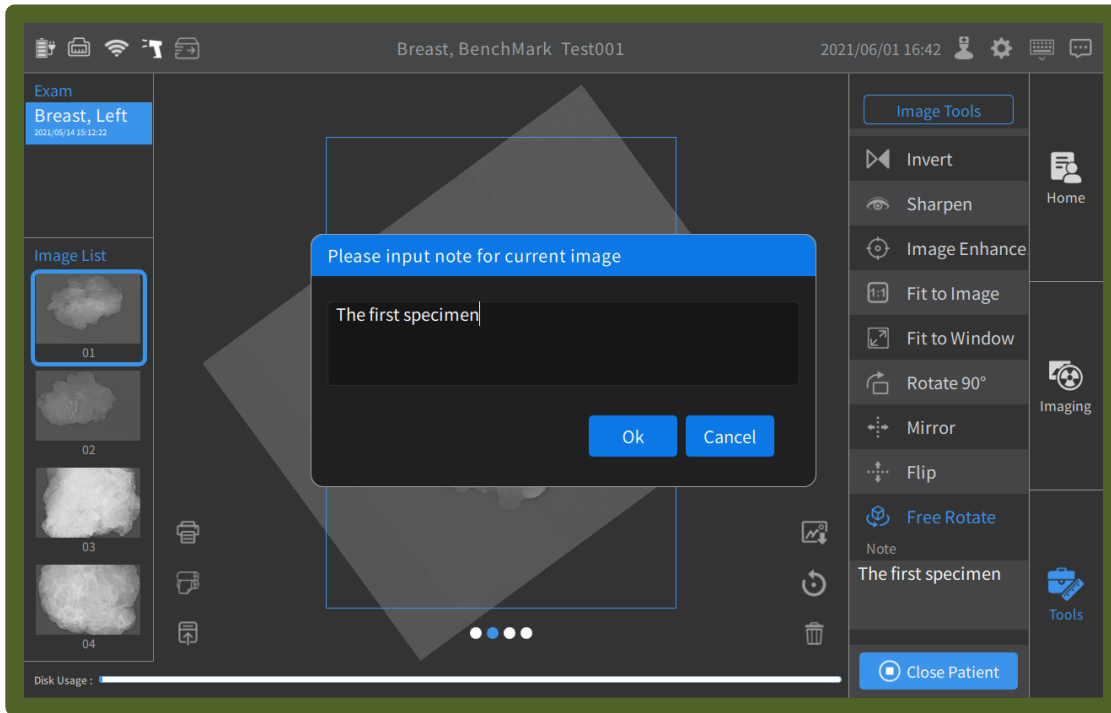 Breast, BenchMark Test001
2021/06/01 16:42
Exam
Breast, Left
2021/05/14 15:12:22
Image List
01
02
03
04
Please input note for current image
The first specimen
Ok
Cancel
Image Tools
Invert
Sharpen
Image Enhance
1:1
Fit to Image
Fit to Window
Rotate 90°
Mirror
Flip
Free Rotate
Note
The first specimen
Close Patient
Home
Imaging
Tools
Disk Usage :